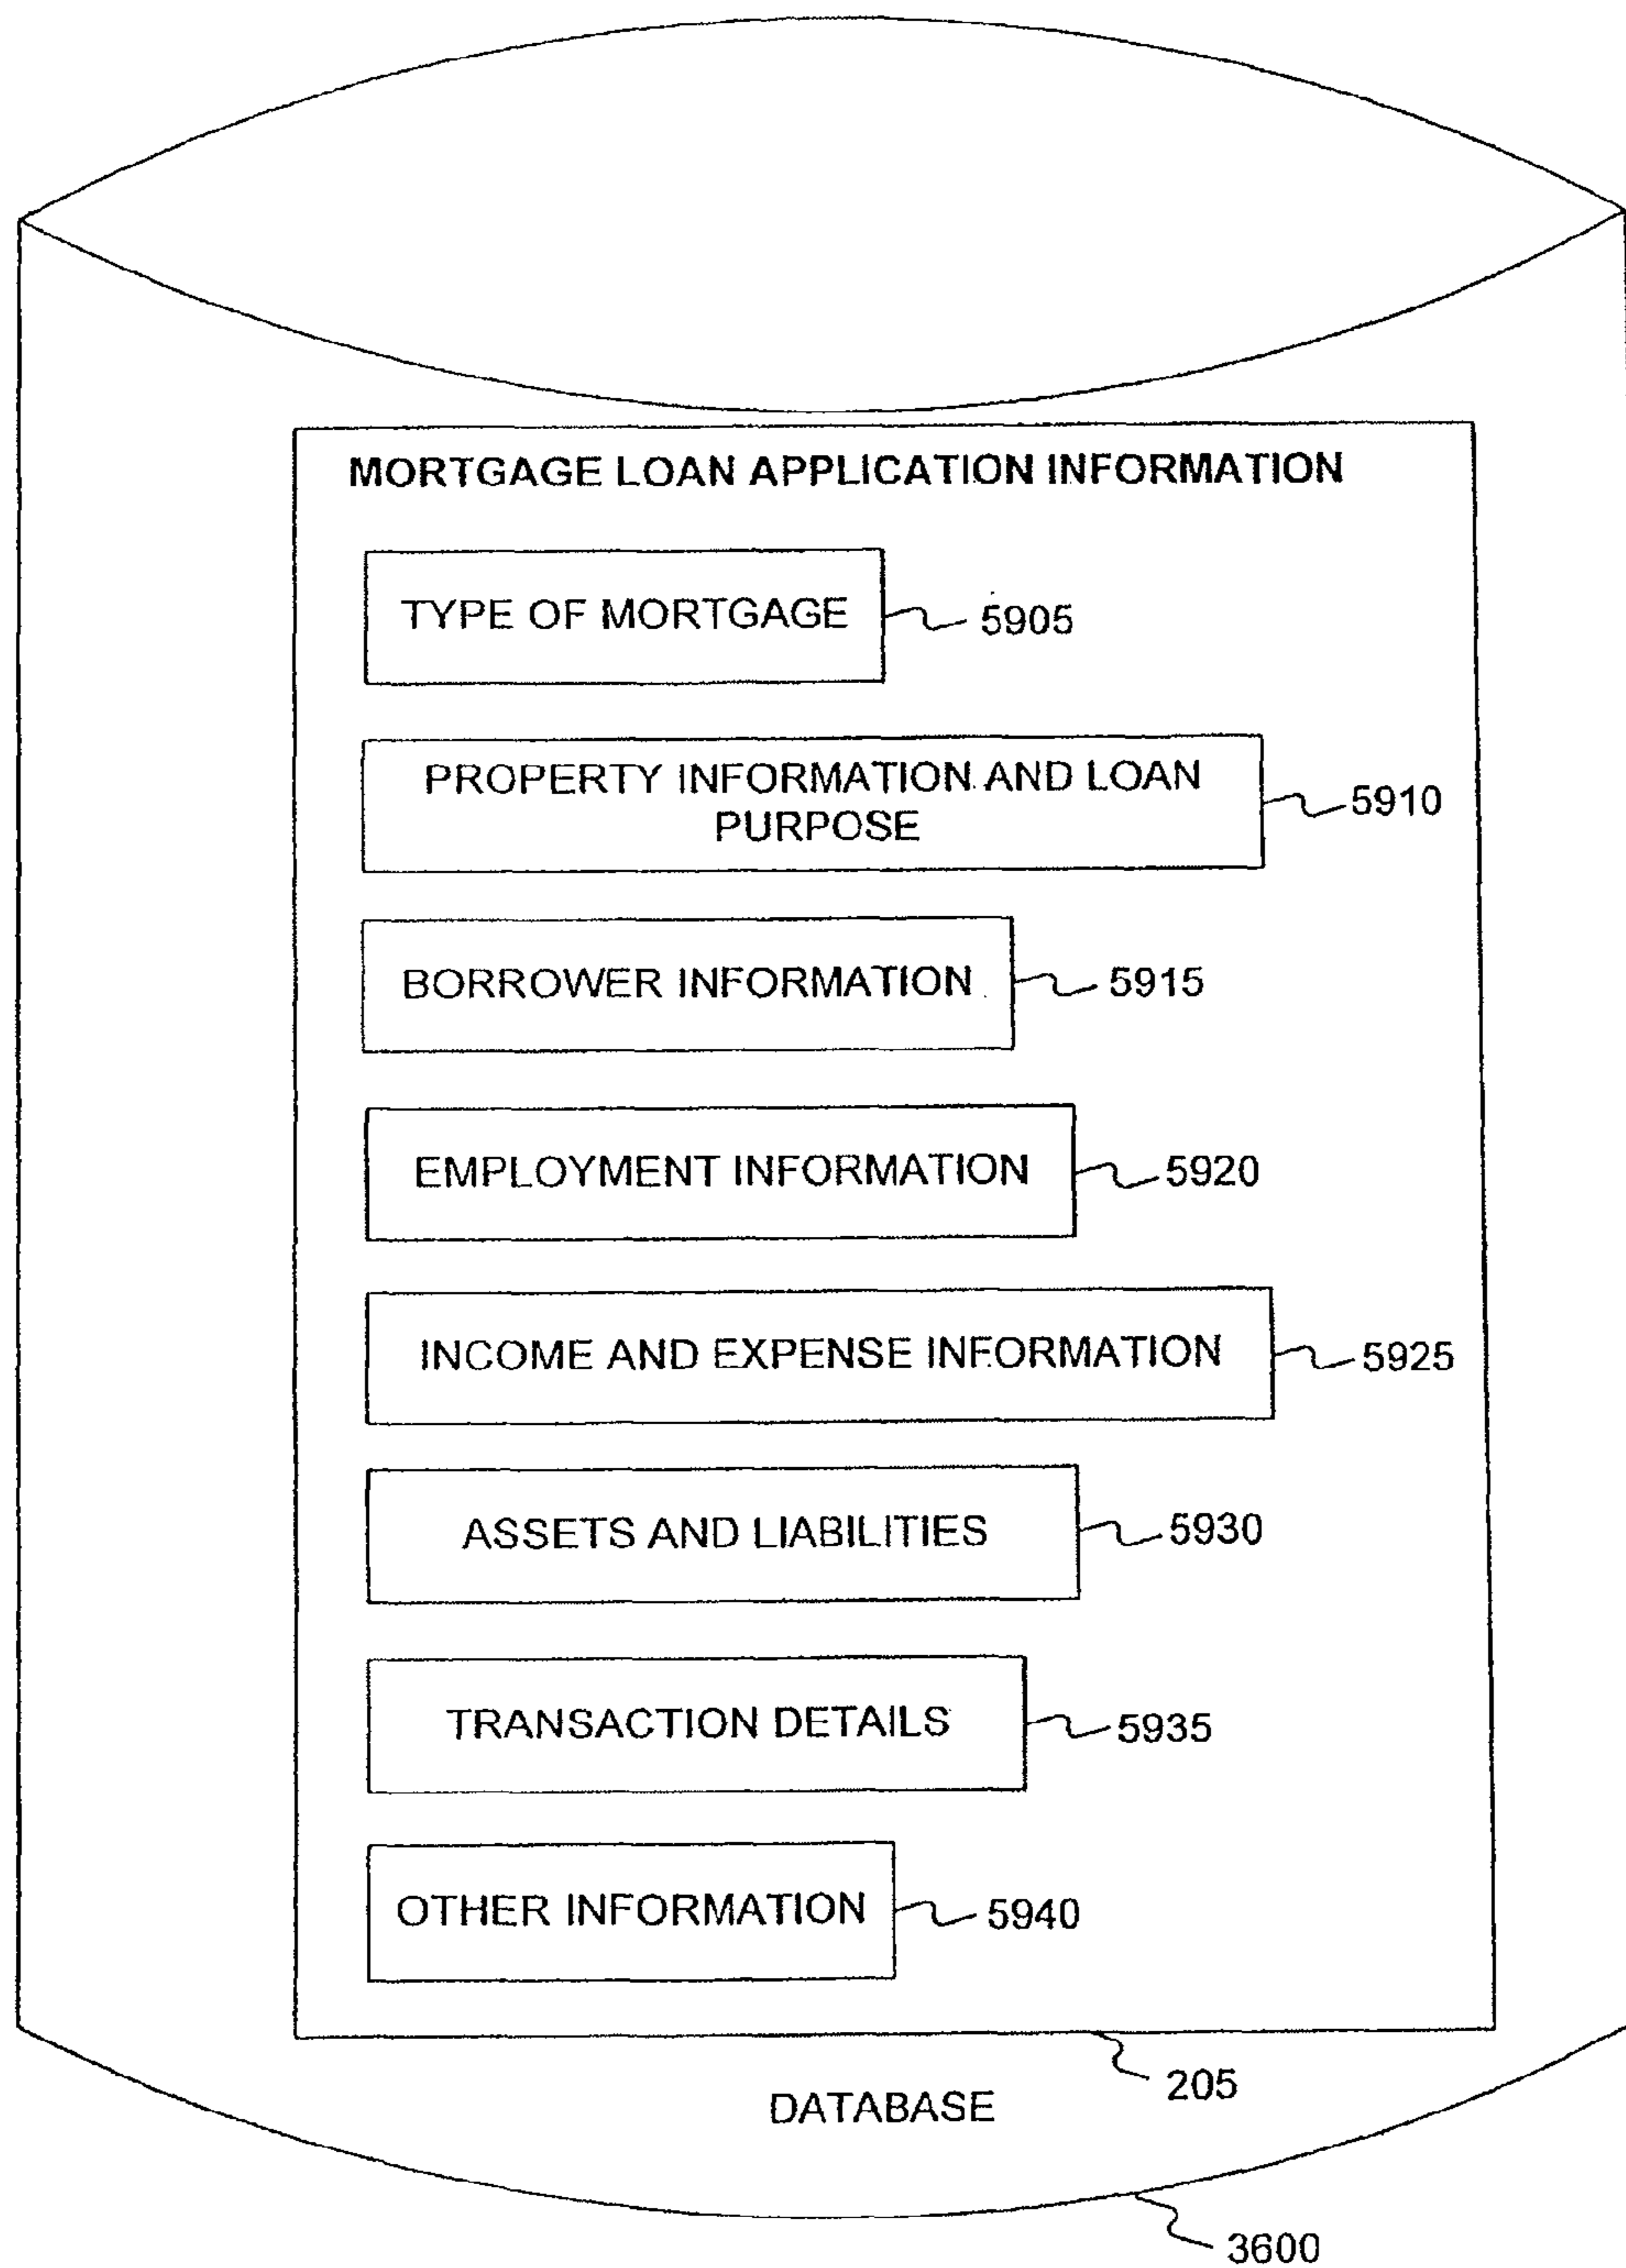 MORTGAGE LOAN APPLICATION INFORMATION
TYPE OF MORTGAGE
5905
PROPERTY INFORMATION AND LOAN
PURPOSE
5910
BORROWER INFORMATION
5915
EMPLOYMENT INFORMATION
5920
INCOME AND EXPENSE INFORMATION
5925
ASSETS AND LIABILITIES
5930
TRANSACTION DETAILS
5935
OTHER INFORMATION
5940
205
DATABASE
3600